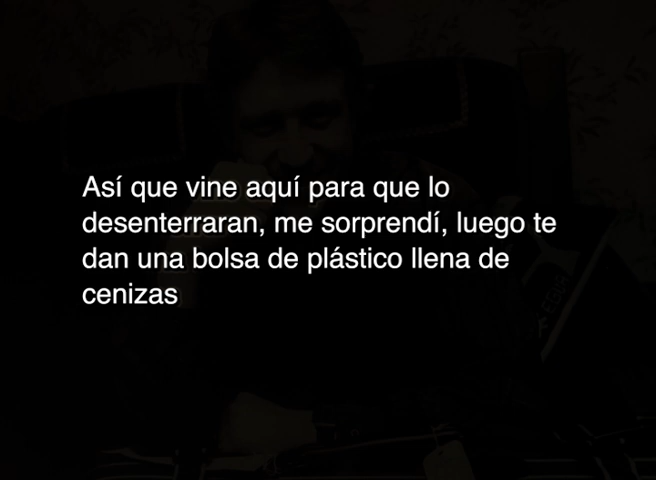 Así que vine aquí para que lo
desenterraran, me sorprendí, luego te
dan una bolsa de plástico llena de
cenizas